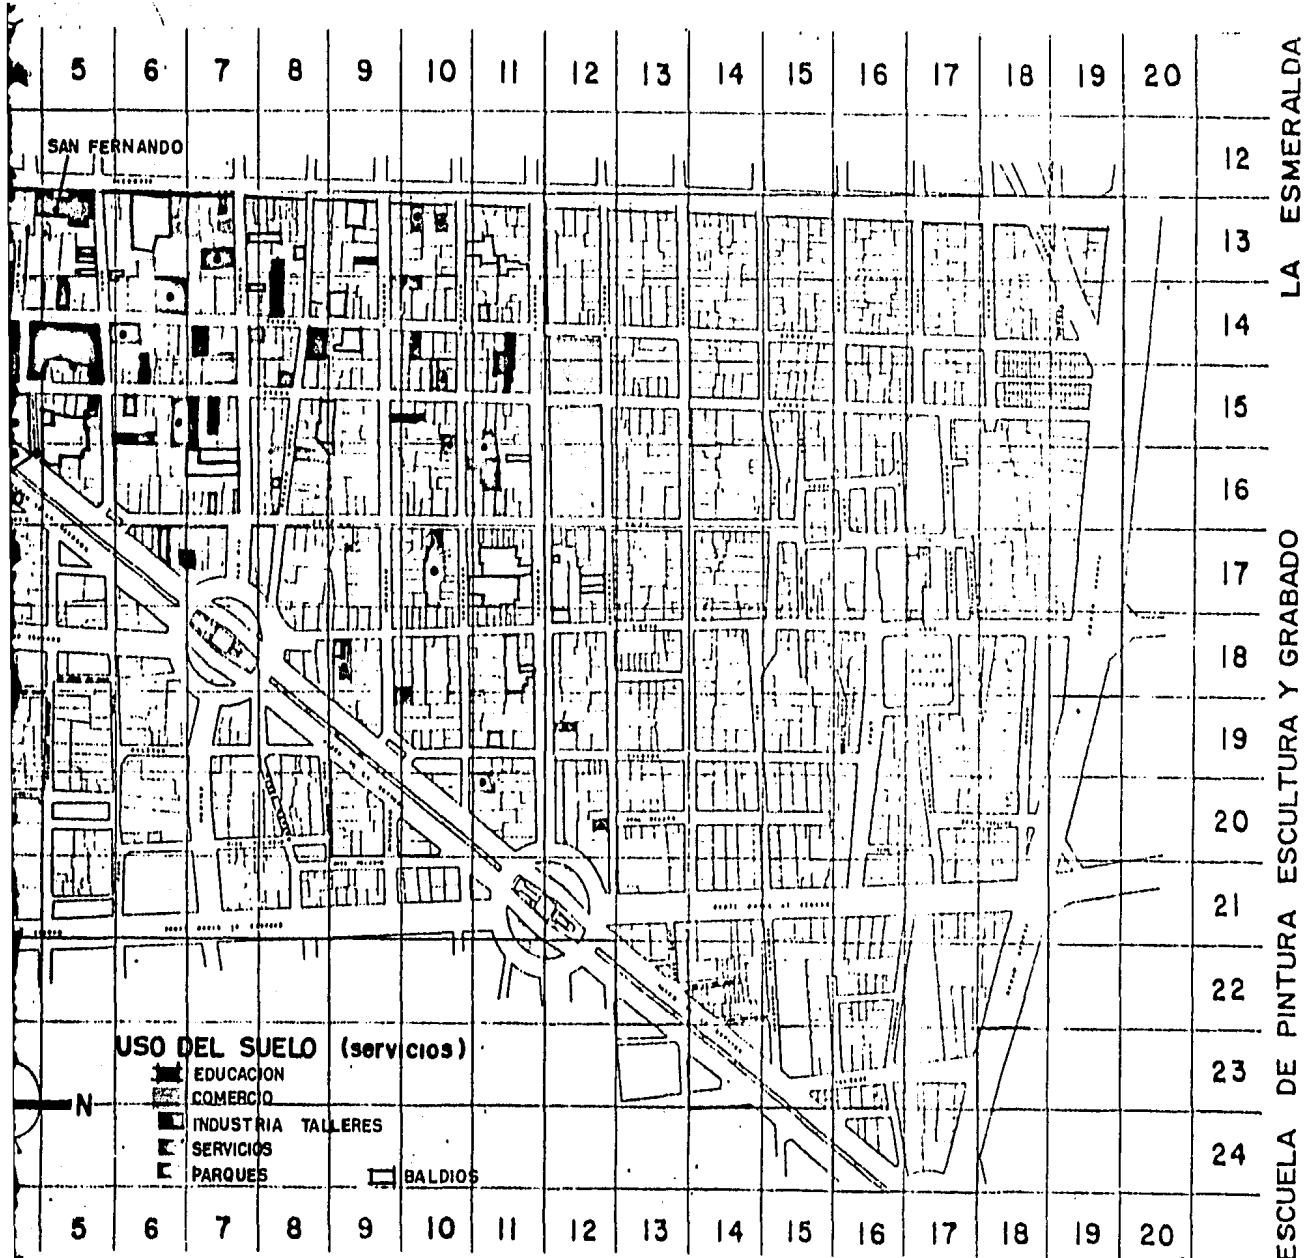 5 6 7 8 9 10 11 12 13 14 15 16 17 18 19 20
SAN FERNANDO
12
13
14
15
16
17
18
19
20
21
22
23
24
USO DEL SUELO (servicios)
EDUCACION
COMERCIO
INDUSTRIA TALLERES
SERVICIOS
PARQUES
BALDIOS
N
5 6 7 8 9 10 11 12 13 14 15 16 17 18 19 20
ESCUELA DE PINTURA ESCULTURA Y GRABADO LA ESMERALDA